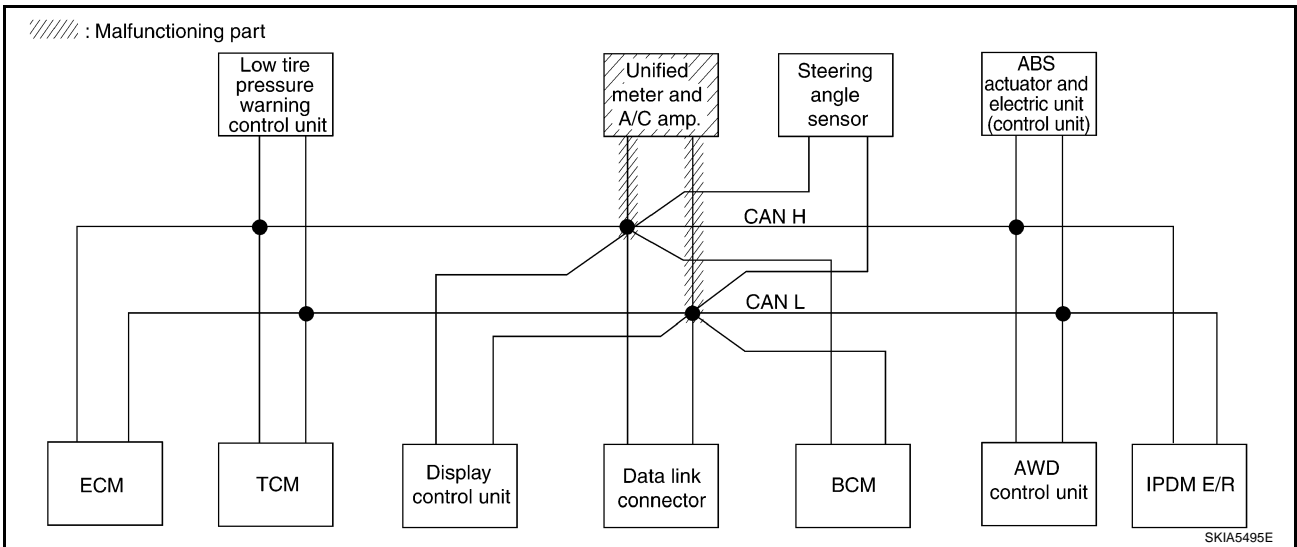 : Malfunctioning part
Low tire
pressure
warning
control unit
Unified
meter and
A/C amp.
Steering
angle
sensor
ABS
actuator and
electric unit
(control unit)
CAN H
CAN L
ECM
TCM
Display
control unit
Data link
connector
BCM
AWD
control unit
IPDM E/R
SKIA5495E